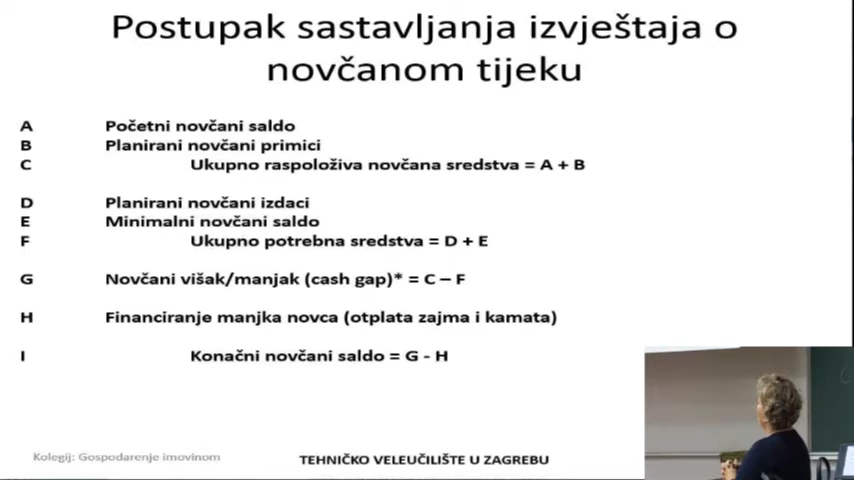 Postupak sastavljanja izvještaja o
novčanom tijeku
A Početni novčani saldo
B Planirani novčani primici
C Ukupno raspoloživa novčana sredstva = A + B
D Planirani novčani izdaci
E Minimalni novčani saldo
F Ukupno potrebna sredstva = D + E
G Novčani višak/manjak (cash gap)* = C – F
H Financiranje manjka novca (otplata zajma i kamata)
I Konačni novčani saldo = G - H
Kolegij: Gospodarenje imovinom
TEHNIČKO VELEUČILIŠTE U ZAGREBU